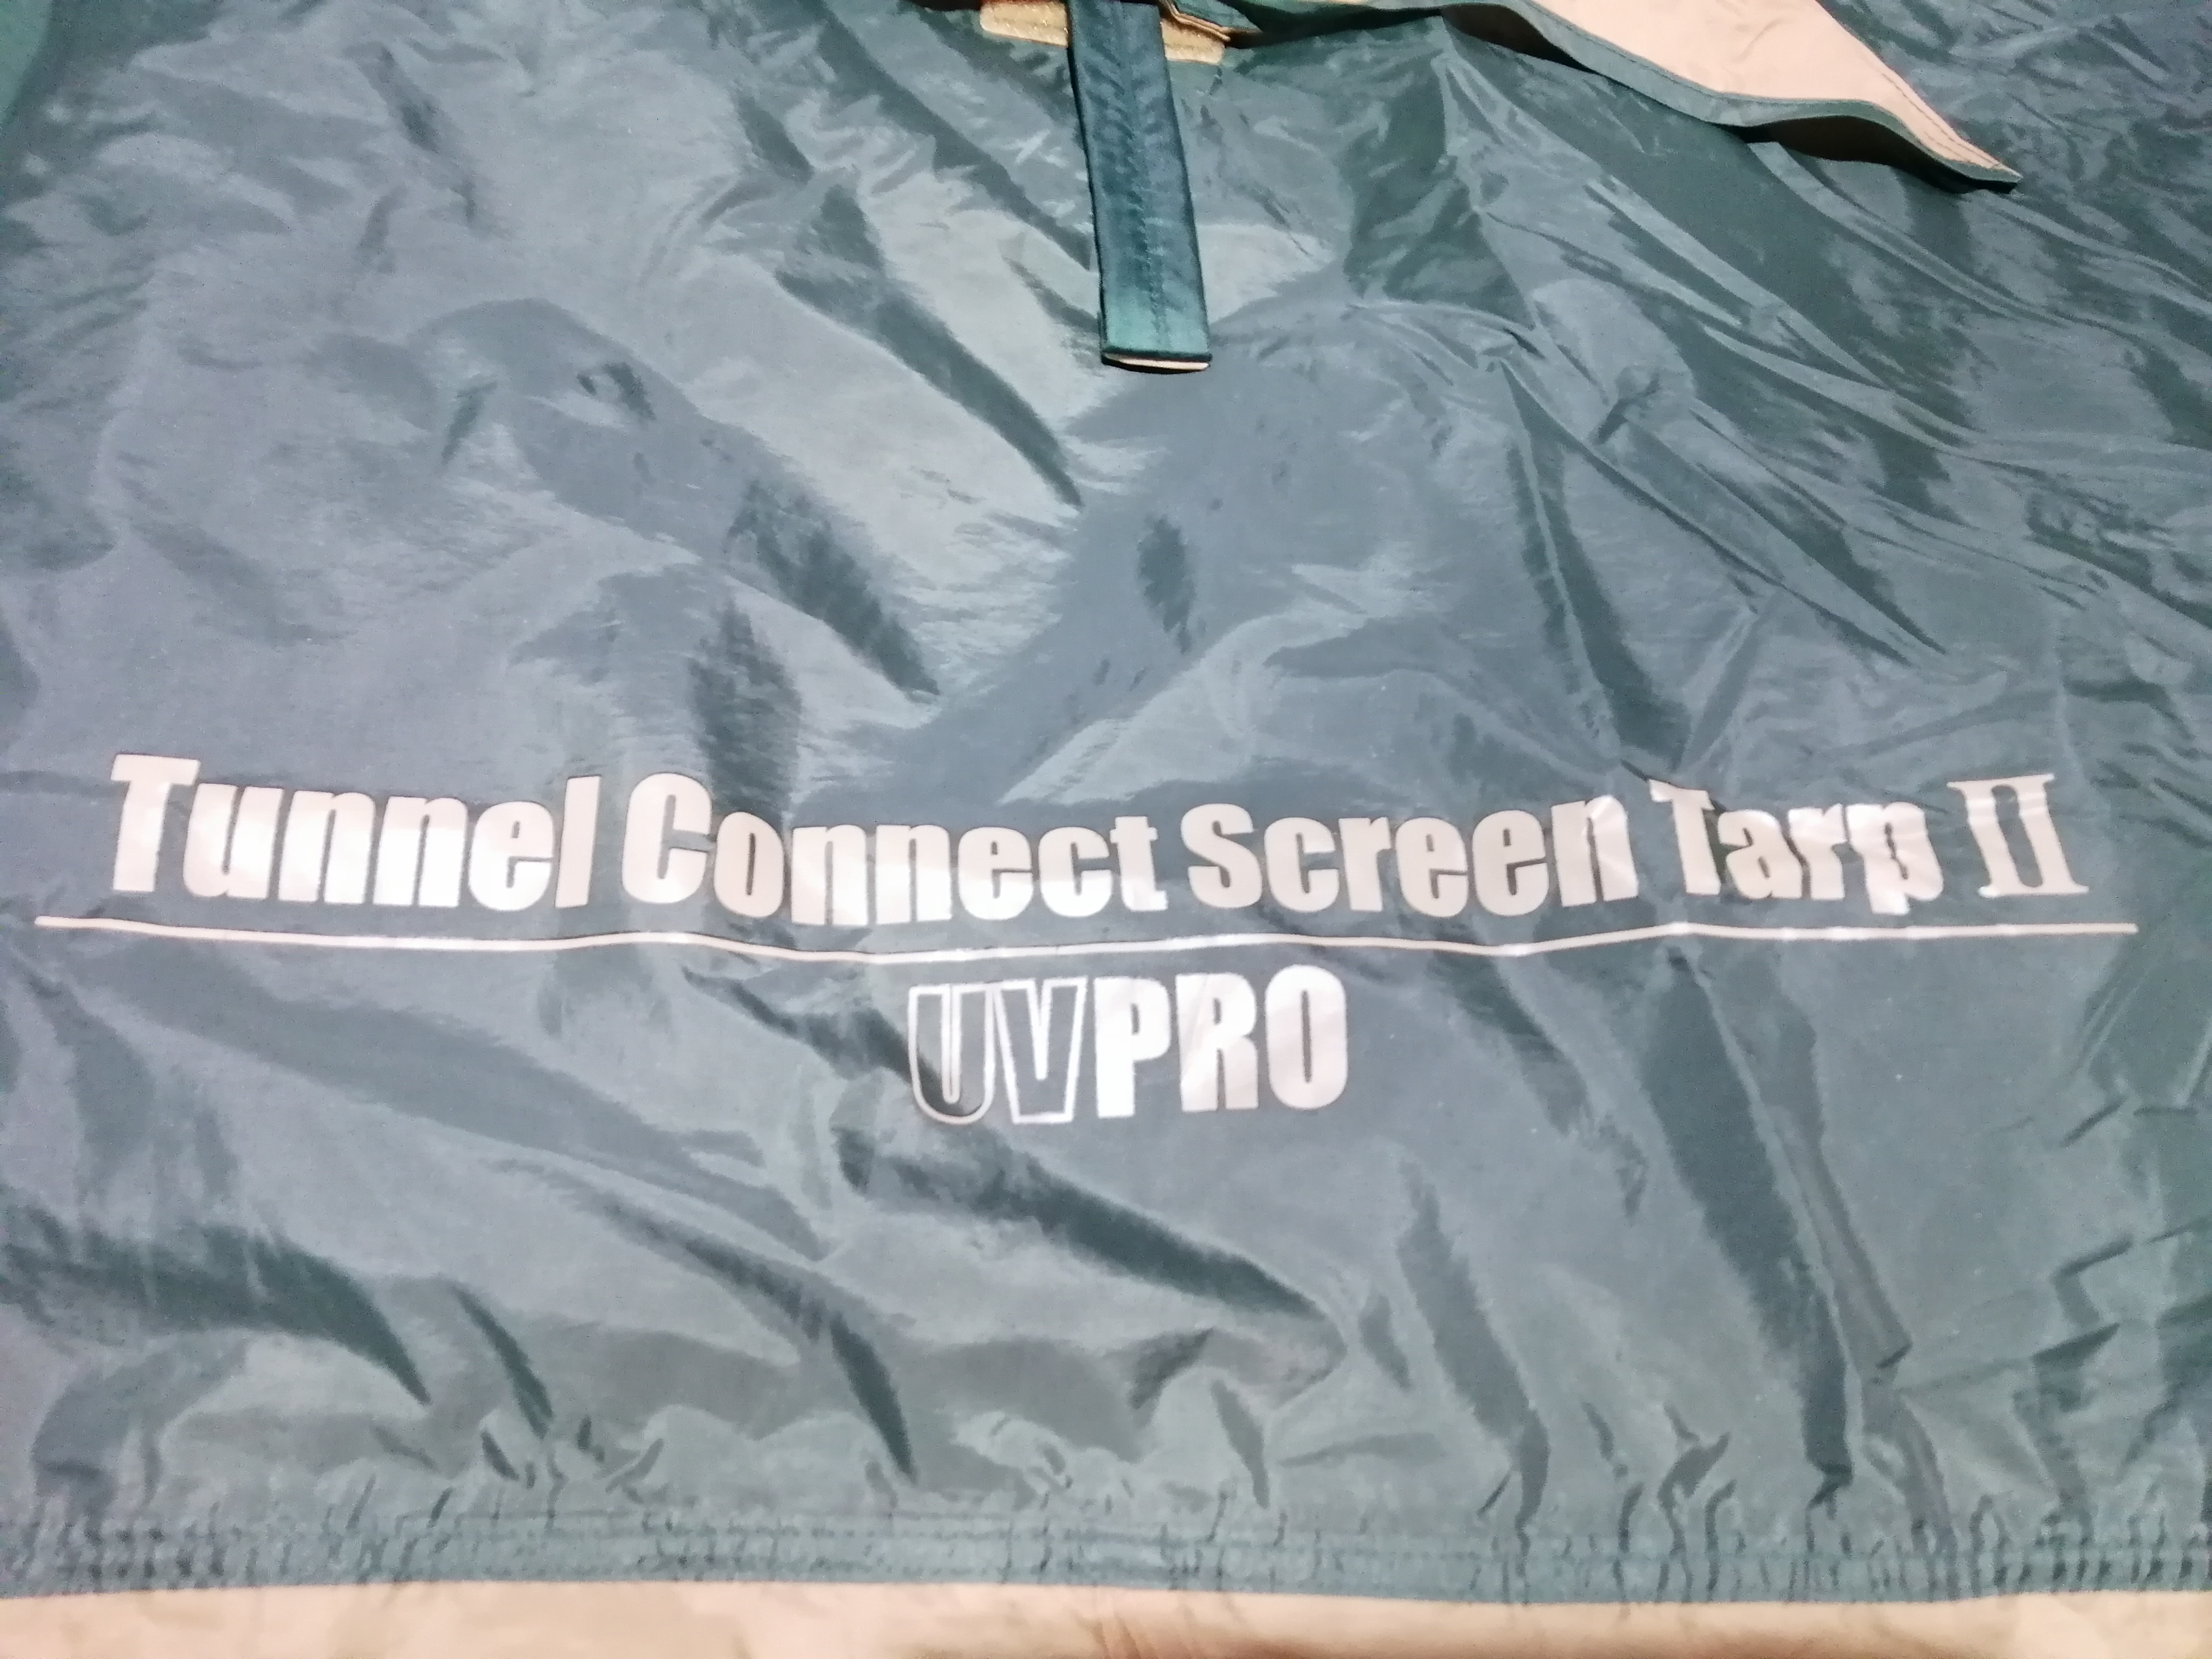 Tunnel Connect Screen Tarp II
UVPRO